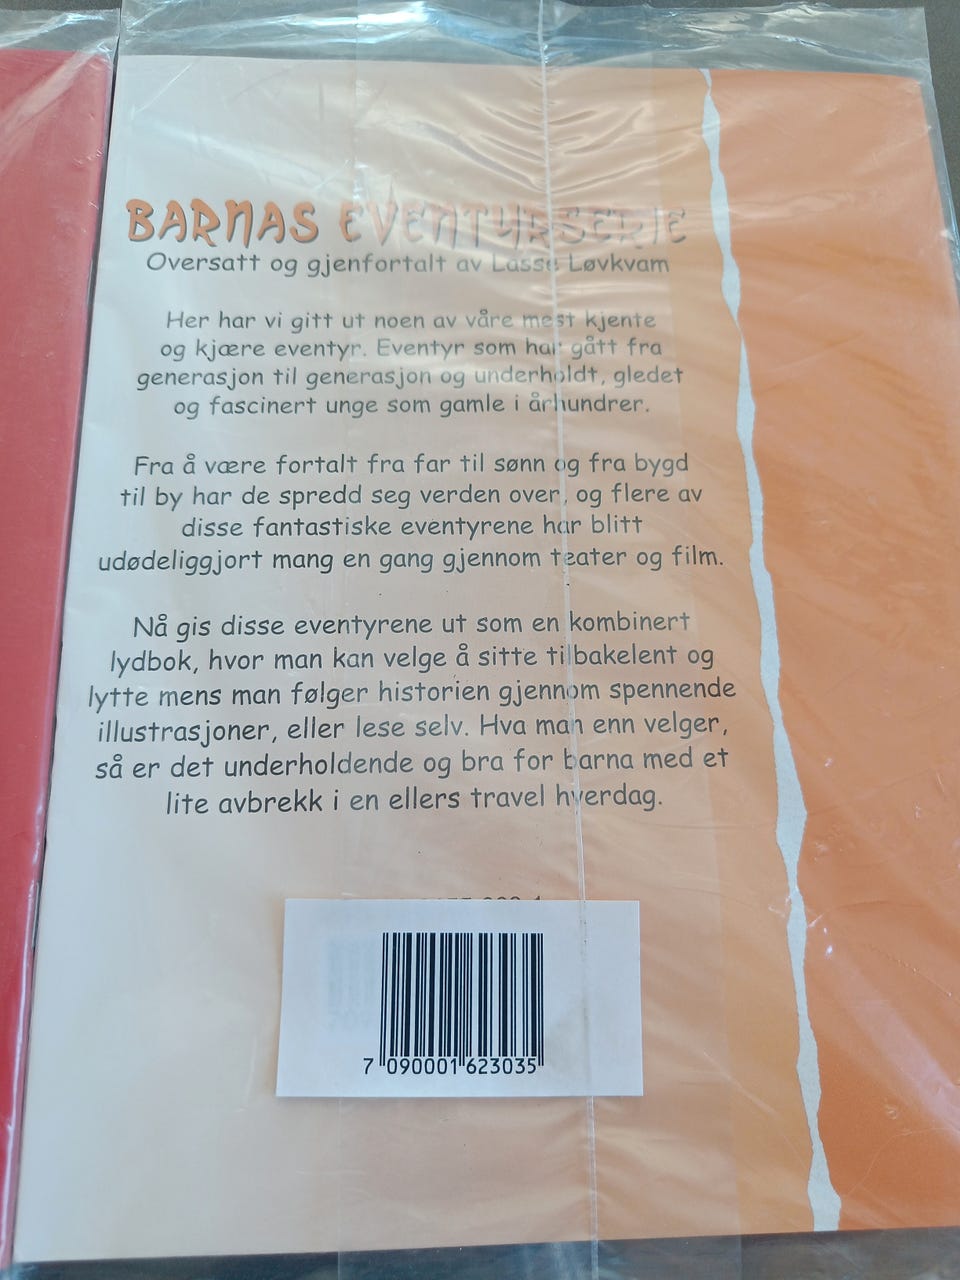 BARNAS EVENTYRSERIE
Oversatt og gjenfortalt av Lasse Løvkvam
Her har vi gitt ut noen av våre mest kjente
og kjære eventyr. Eventyr som har gått fra
generasjon til generasjon og underholdt, gledet
og fascinert unge som gamle i århundrer.
Fra å være fortalt fra far til sønn og fra bygd
til by har de spredd seg verden over, og flere av
disse fantastiske eventyrene har blitt
udødeliggjort mang en gang gjennom teater og film.
Nå gis disse eventyrene ut som en kombinert
lydbok, hvor man kan velge å sitte tilbakelent og
lytte mens man følger historien gjennom spennende
illustrasjoner, eller lese selv. Hva man enn velger,
så er det underholdende og bra for barna med et
lite avbrekk i en ellers travel hverdag.
7 090001 623035